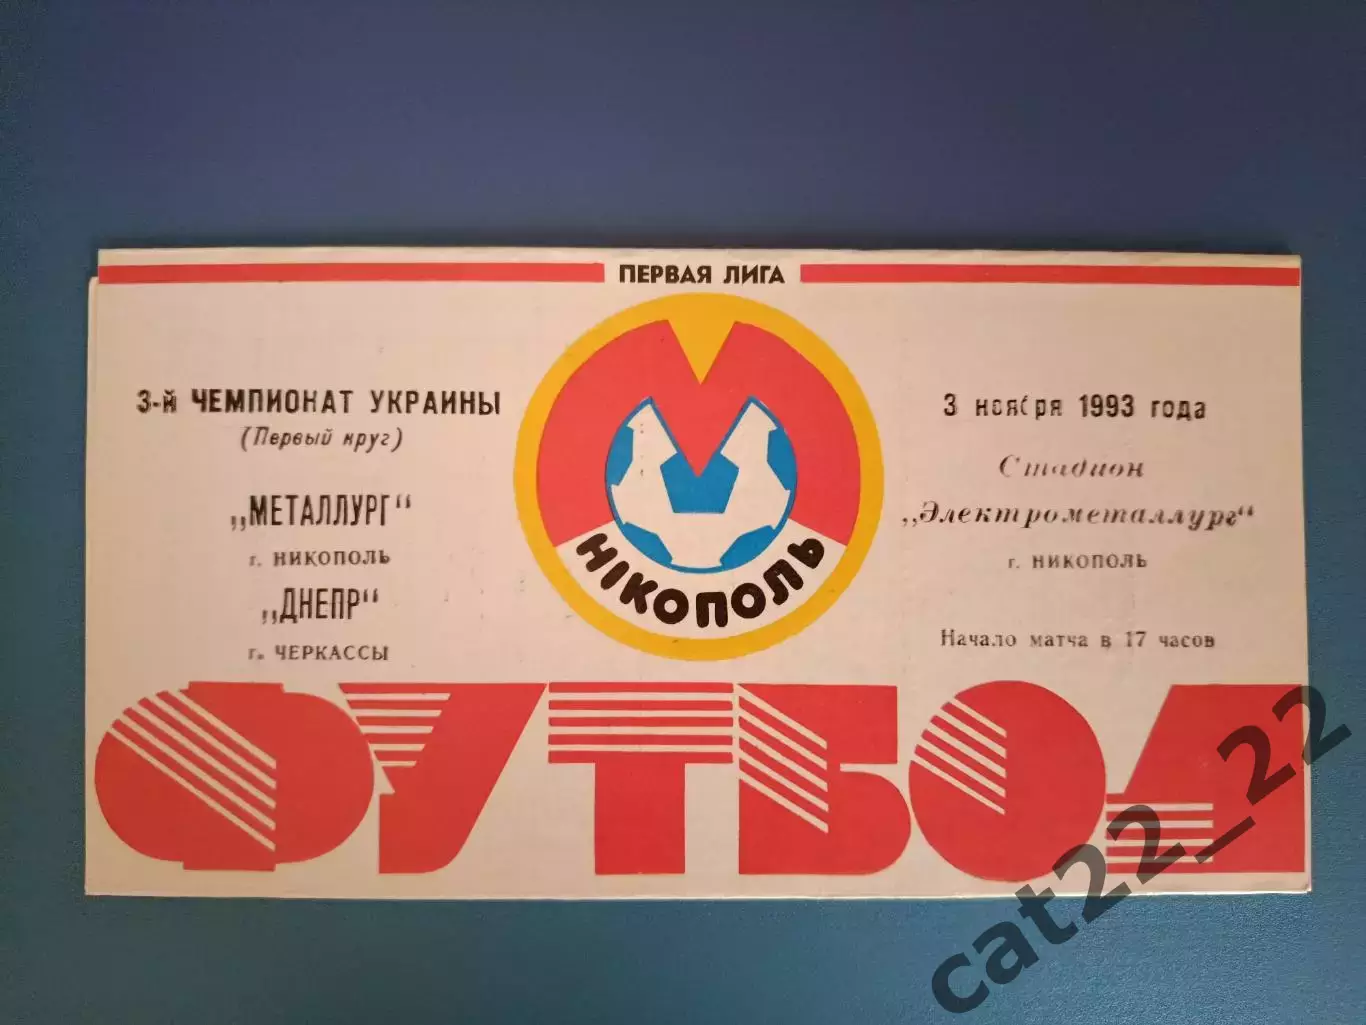 ПЕРВАЯ ЛИГА
3-й ЧЕМПИОНАТ УКРАИНЫ
(Первый круг)
„МЕТАЛЛУРГ"
г. НИКОПОЛЬ
„ДНЕПР"
г. ЧЕРКАССЫ
НІКОПОЛЬ
3 ноября 1993 года
Стадион
„Электрометаллург"
г. НИКОПОЛЬ
Начало матча в 17 часов
ФУТБОЛ
cat22_22